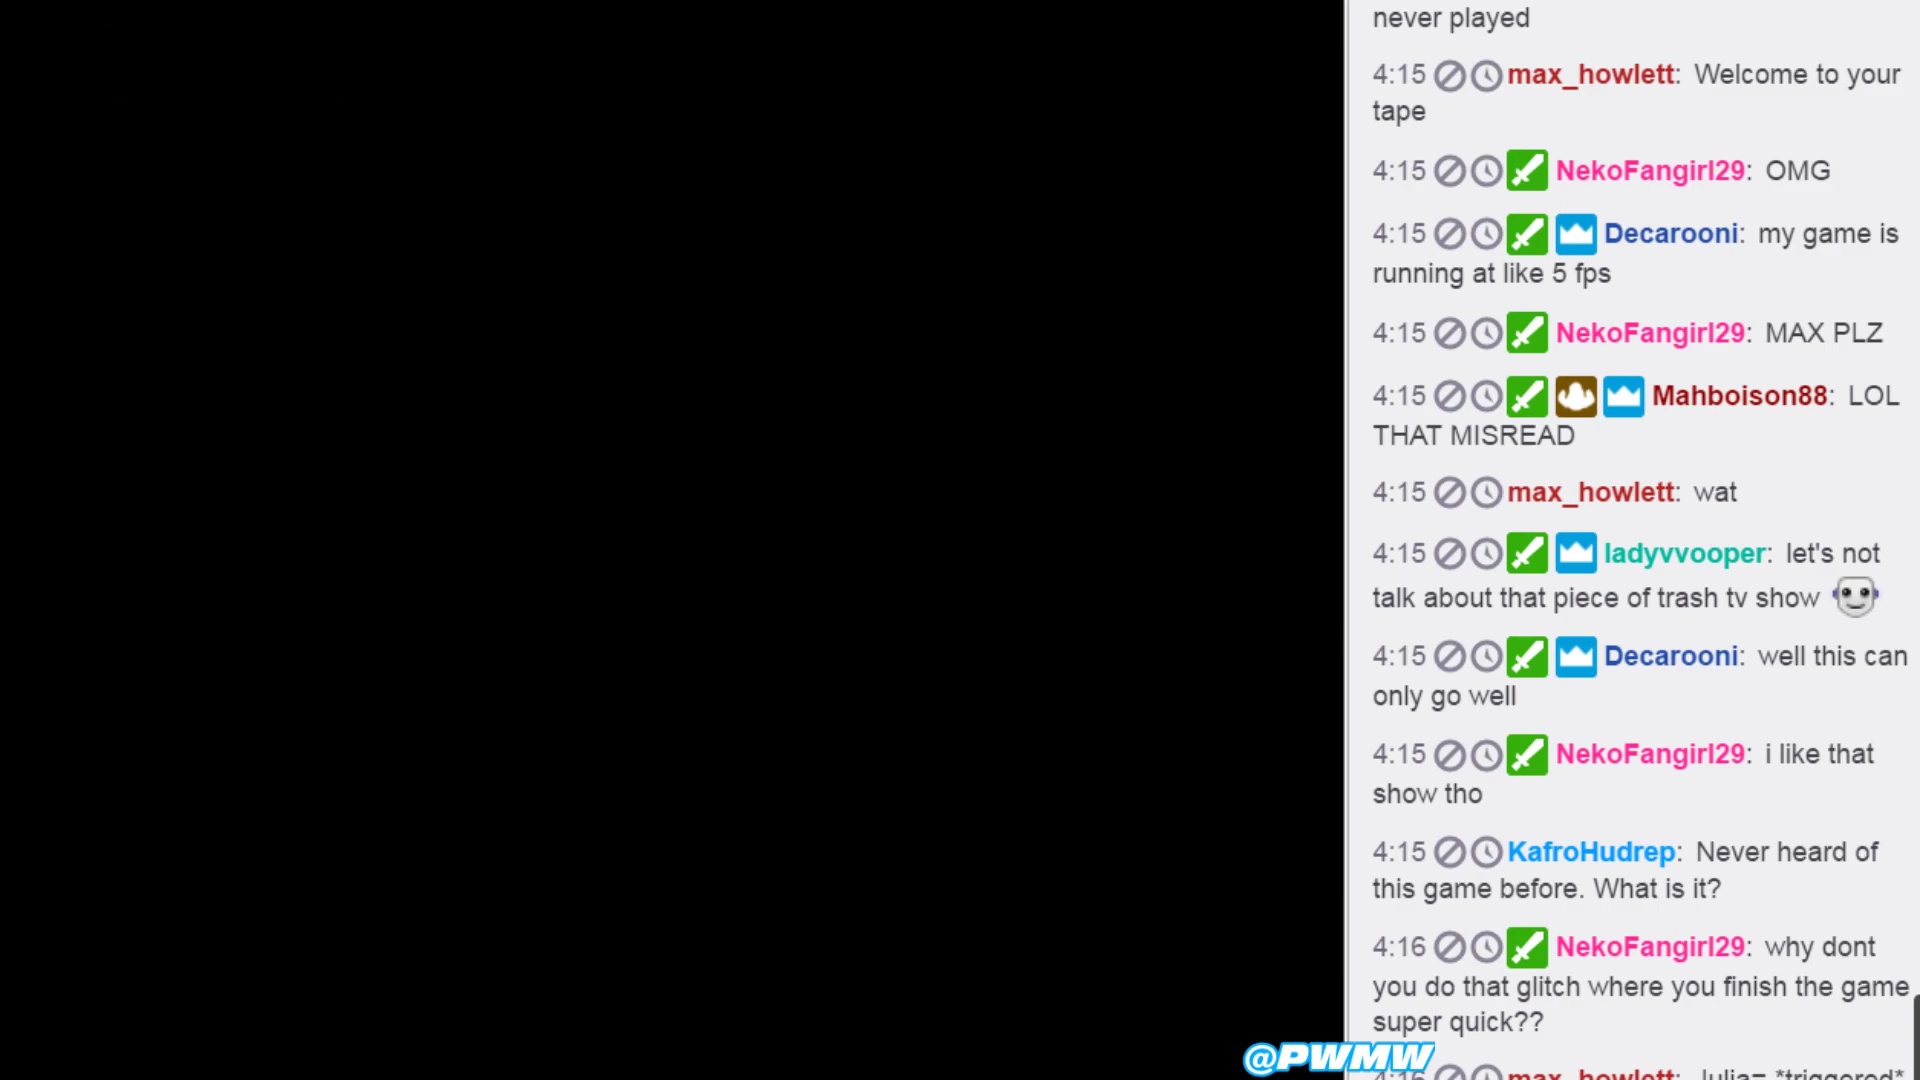 never played
4:15 max_howlett: Welcome to your
tape
4:15 NekoFangirl29: OMG
4:15 Decarooni: my game is
running at like 5 fps
4:15 NekoFangirl29: MAX PLZ
4:15 Mahboison88: LOL
THAT MISREAD
4:15 max_howlett: wat
4:15 ladyvvooper: let's not
talk about that piece of trash tv show
4:15 Decarooni: well this can
only go well
4:15 NekoFangirl29: i like that
show tho
4:15 KafroHudrep: Never heard of
this game before. What is it?
4:16 NekoFangirl29: why dont
you do that glitch where you finish the game
super quick??
@PWMW
4:16 max_howlett: Julia= *triggered*